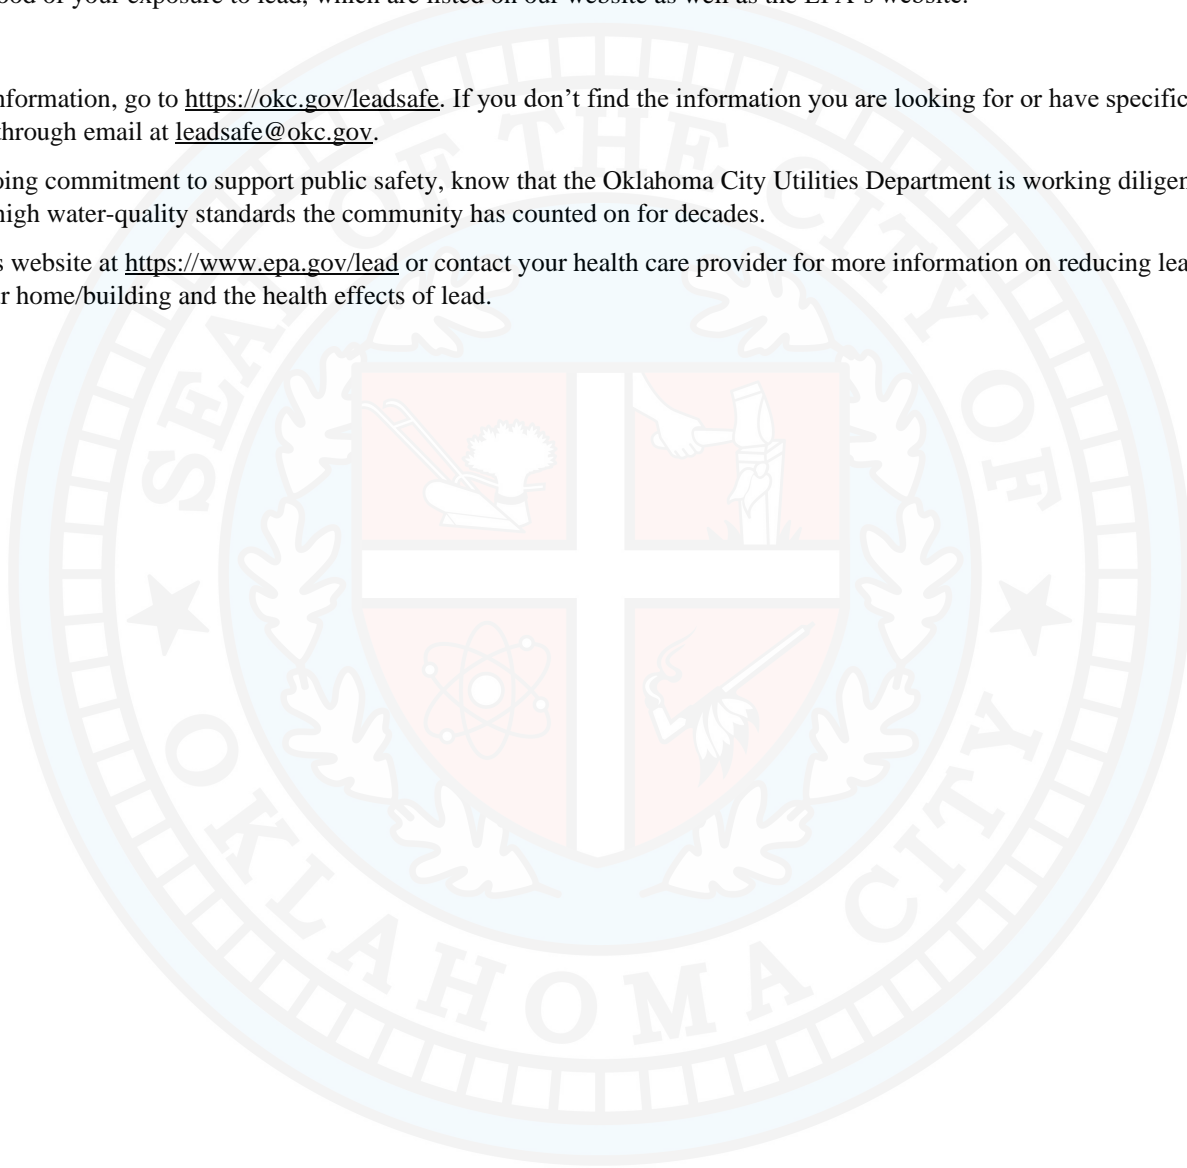 of your exposure to lead, which are listed on our website as well as the EPA's website.
information, go to https://okc.gov/leadsafe. If you don't find the information you are looking for or have specific
through email at leadsafe@okc.gov.
commitment to support public safety, know that the Oklahoma City Utilities Department is working
high water-quality standards the community has counted on for decades.
website at https://www.epa.gov/lead or contact your health care provider for more information on reducing
home/building and the health effects of lead.
SEAL OF THE CITY OF
OKLAHOMA CITY